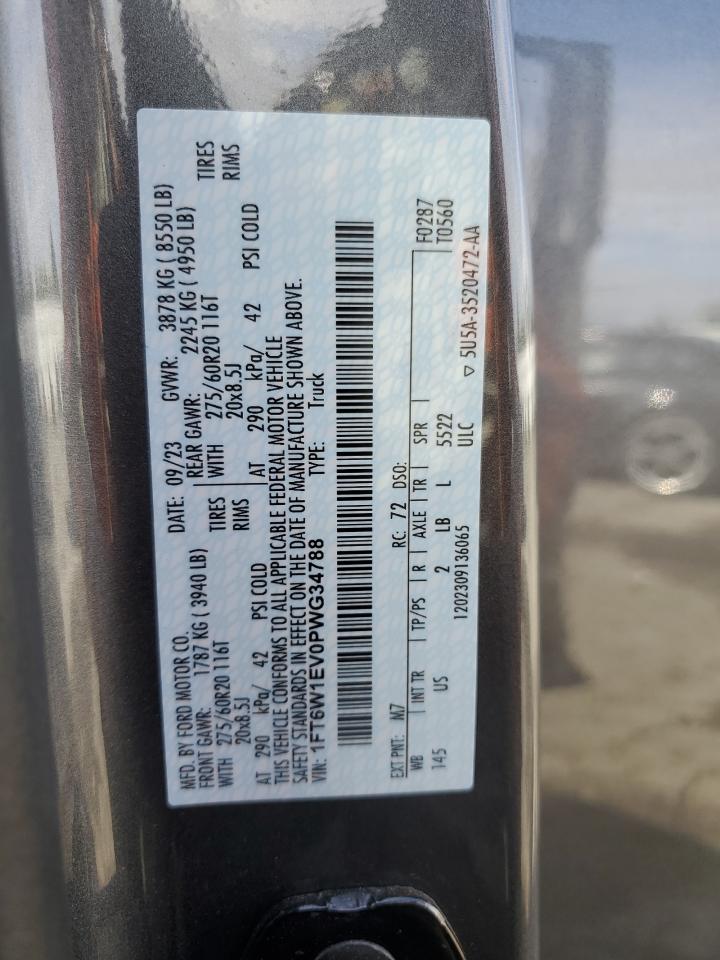 MFD. BY FORD MOTOR CO. DATE: 09/23 GVWR: 3878 KG ( 8550 LB)
FRONT GAWR: 1787 KG ( 3940 LB) REAR GAWR: 2245 KG ( 4950 LB)
WITH 275/60R20 116T TIRES WITH 275/60R20 116T TIRES
20x8.5J RIMS 20x8.5J RIMS
AT 290 kPa/ 42 PSI COLD AT 290 kPa/ 42 PSI COLD
THIS VEHICLE CONFORMS TO ALL APPLICABLE FEDERAL MOTOR VEHICLE
SAFETY STANDARDS IN EFFECT ON THE DATE OF MANUFACTURE SHOWN ABOVE.
VIN: 1FT6W1EV0PWG34788 TYPE: Truck
EXT PNT: M7 RC: 72 DSO: F0287
WB INT TR TP/PS R AXLE TR SPR T0560
145 US 2 LB L 5522
ULC
1202309136065 ▽ 5U5A-3520472-AA